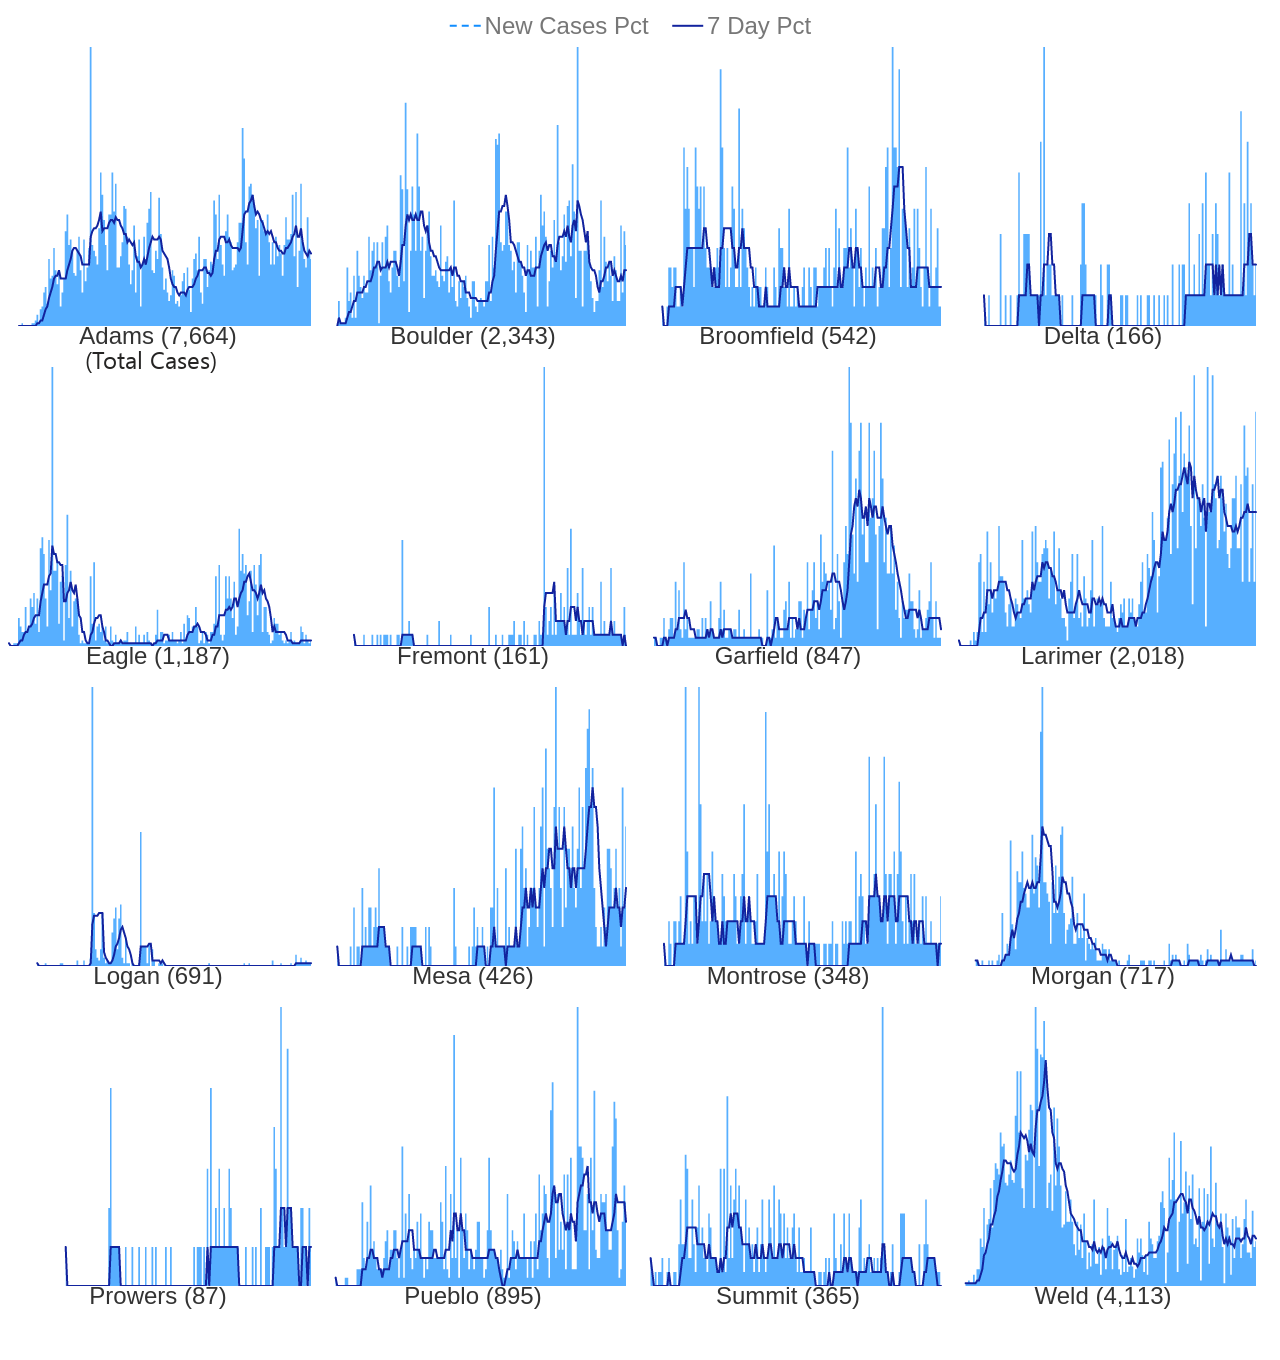 New Cases Pct 7 Day Pct
Adams (7,664) Boulder (2,343) Broomfield (542) Delta (166)
(Total Cases)
Eagle (1,187) Fremont (161) Garfield (847) Larimer (2,018)
Logan (691) Mesa (426) Montrose (348) Morgan (717)
Prowers (87) Pueblo (895) Summit (365) Weld (4,113)